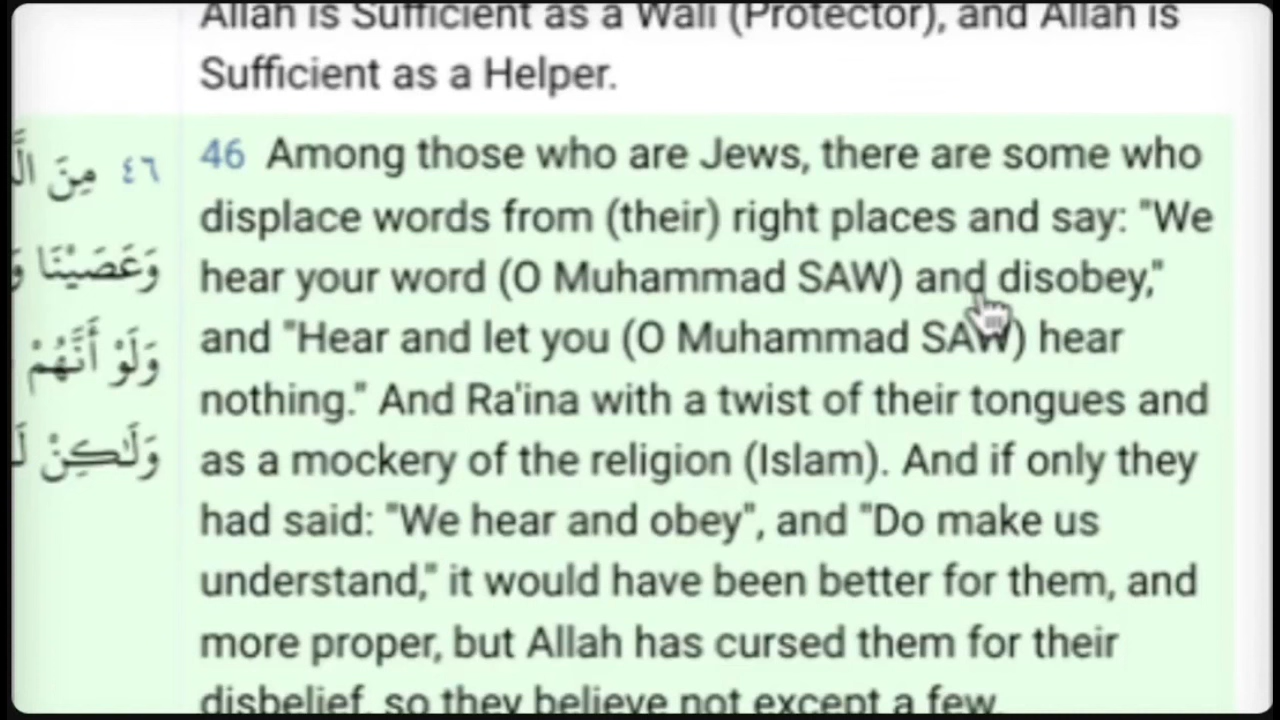 Allah is Sufficient as a Wali (Protector), and Allah is
Sufficient as a Helper.
٤٦ مِنَ
46 Among those who are Jews, there are some who
displace words from (their) right places and say: "We
وَعَصَيْنَا
hear your word (O Muhammad SAW) and disobey,"
and "Hear and let you (O Muhammad SAW) hear
وَلَوْ أَنَّهُمْ
nothing." And Ra'ina with a twist of their tongues and
وَلَٰكِنْ
as a mockery of the religion (Islam). And if only they
had said: "We hear and obey", and "Do make us
understand," it would have been better for them, and
more proper, but Allah has cursed them for their
disbelief, so they believe not except a few.